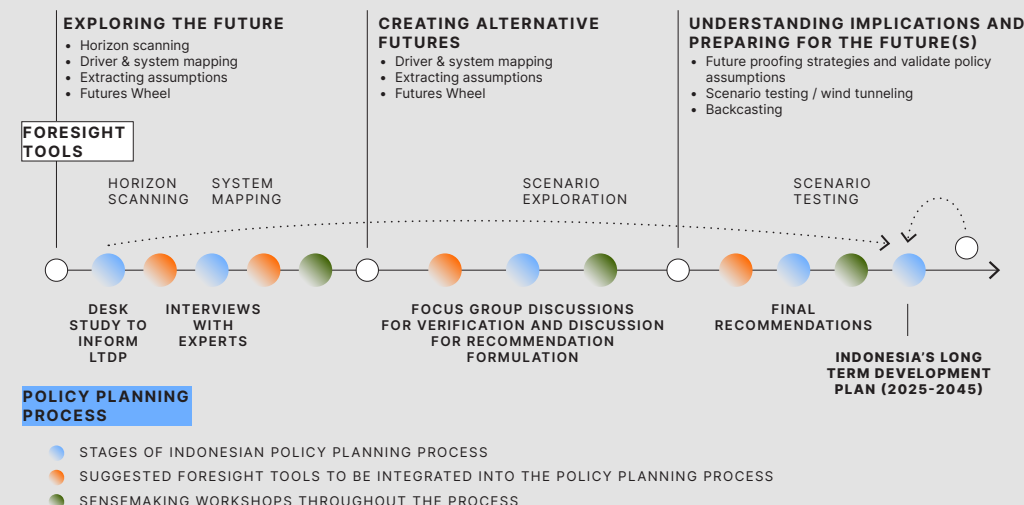 EXPLORING THE FUTURE
• Horizon scanning
• Driver & system mapping
• Extracting assumptions
• Futures Wheel
CREATING ALTERNATIVE
FUTURES
• Driver & system mapping
• Extracting assumptions
• Futures Wheel
UNDERSTANDING IMPLICATIONS AND
PREPARING FOR THE FUTURE(S)
• Future proofing strategies and validate policy
assumptions
• Scenario testing / wind tunneling
• Backcasting
FORESIGHT
TOOLS
HORIZON
SCANNING
SYSTEM
MAPPING
SCENARIO
EXPLORATION
SCENARIO
TESTING
DESK
STUDY TO
INFORM
LTDP
INTERVIEWS
WITH
EXPERTS
FOCUS GROUP DISCUSSIONS
FOR VERIFICATION AND DISCUSSION
FOR RECOMMENDATION
FORMULATION
FINAL
RECOMMENDATIONS
INDONESIA'S LONG
TERM DEVELOPMENT
PLAN (2025-2045)
POLICY PLANNING
PROCESS
STAGES OF INDONESIAN POLICY PLANNING PROCESS
SUGGESTED FORESIGHT TOOLS TO BE INTEGRATED INTO THE POLICY PLANNING PROCESS
SENSEMAKING WORKSHOPS THROUGHOUT THE PROCESS